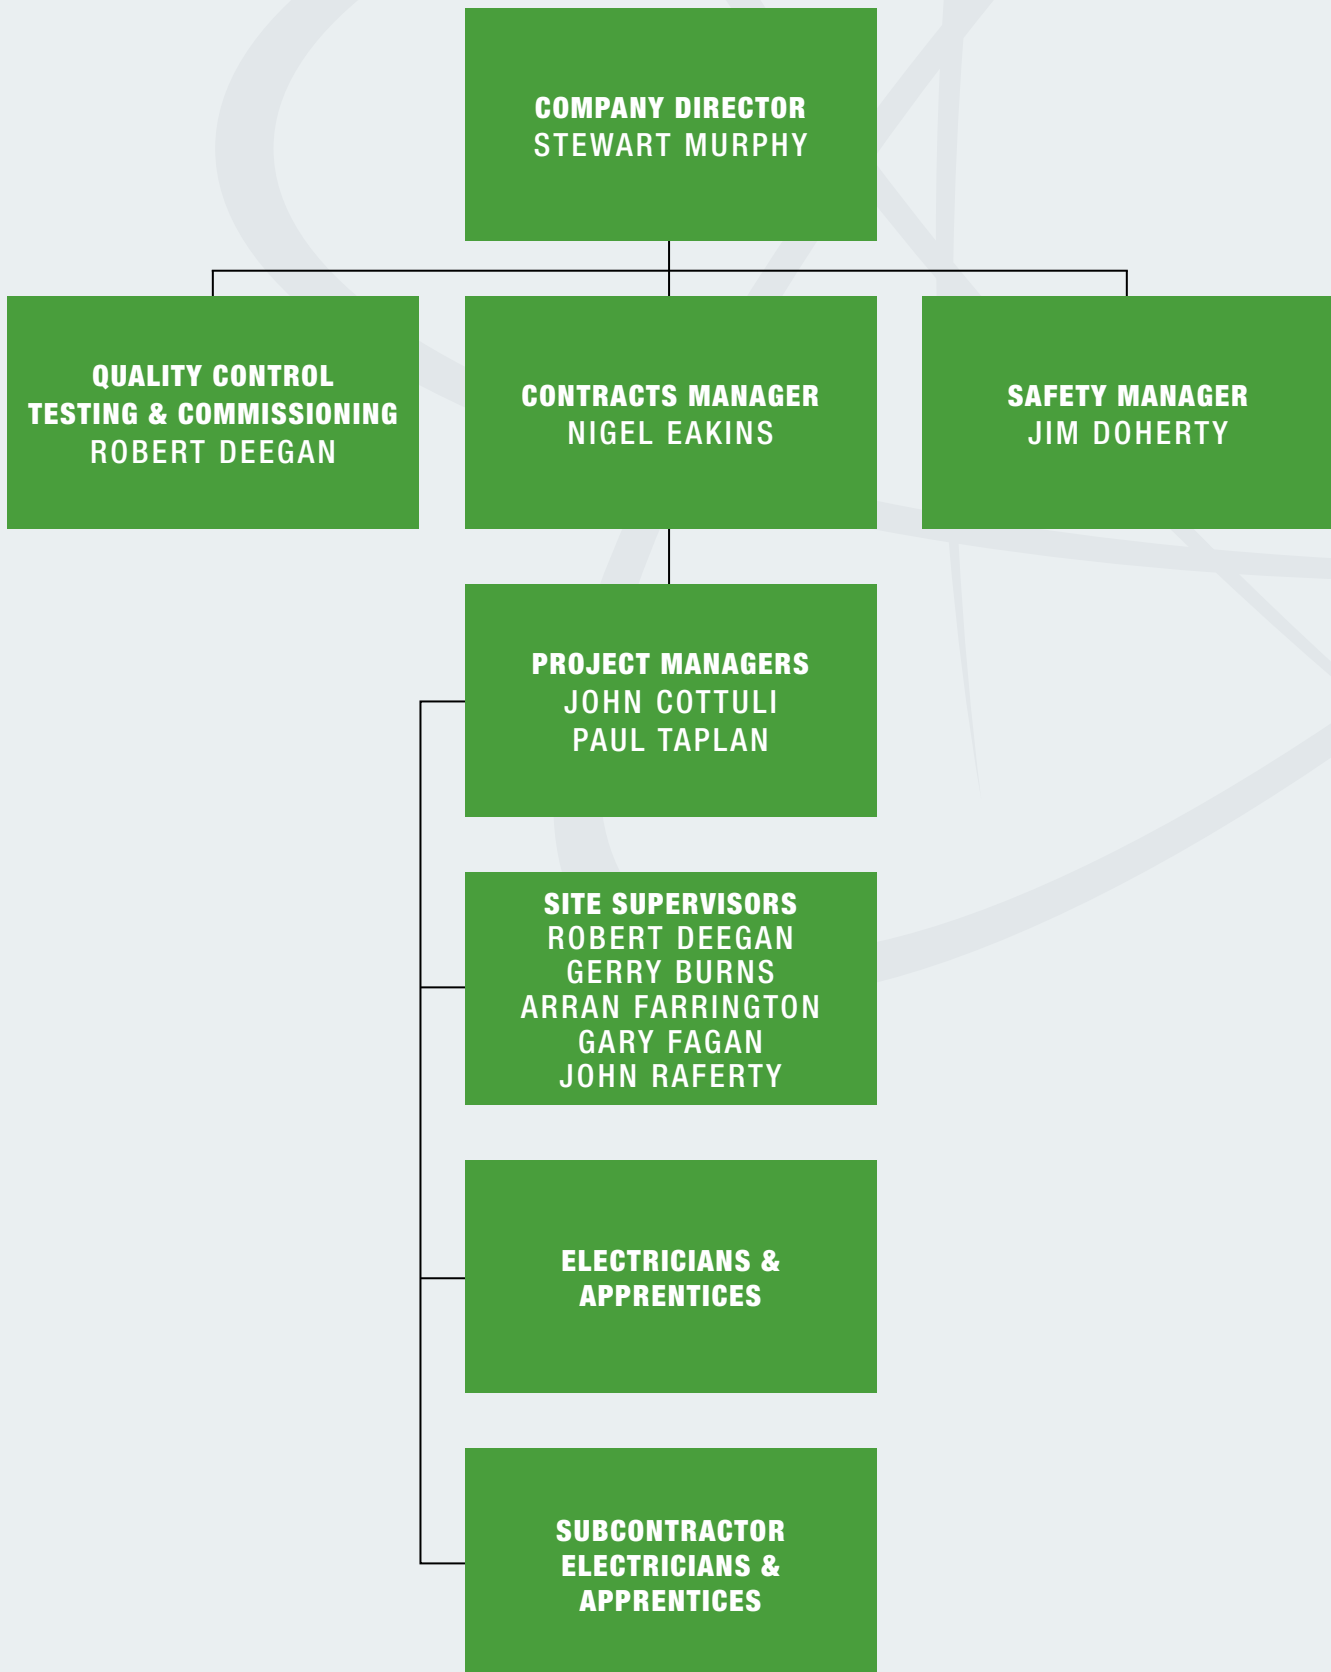 COMPANY DIRECTOR
STEWART MURPHY
QUALITY CONTROL
TESTING & COMMISSIONING
ROBERT DEEGAN
CONTRACTS MANAGER
NIGEL EAKINS
SAFETY MANAGER
JIM DOHERTY
PROJECT MANAGERS
JOHN COTTULI
PAUL TAPLAN
SITE SUPERVISORS
ROBERT DEEGAN
GERRY BURNS
ARRAN FARRINGTON
GARY FAGAN
JOHN RAFERTY
ELECTRICIANS &
APPRENTICES
SUBCONTRACTOR
ELECTRICIANS &
APPRENTICES